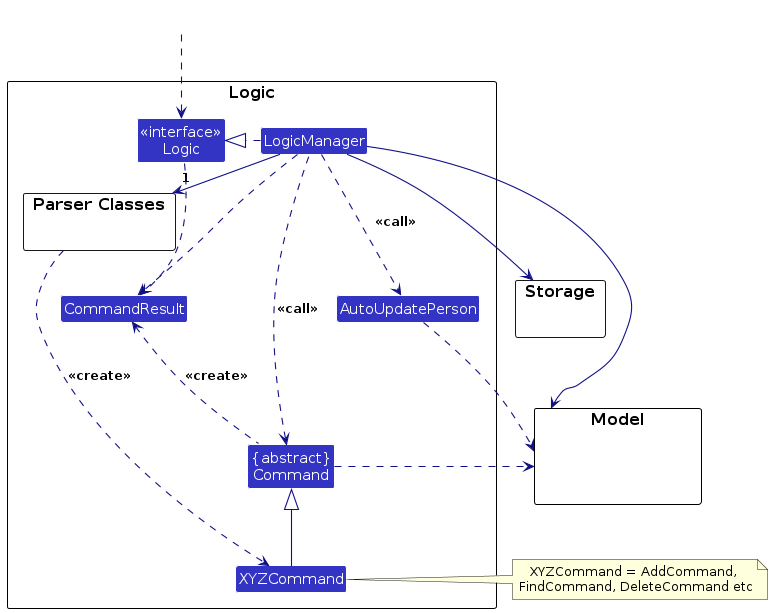 Logic
«interface»
Logic
LogicManager
1
Parser Classes
«call»
Storage
CommandResult
«call»
AutoUpdatePerson
«create»
«create»
Model
{abstract}
Command
XYZCommand
XYZCommand = AddCommand,
FindCommand, DeleteCommand etc